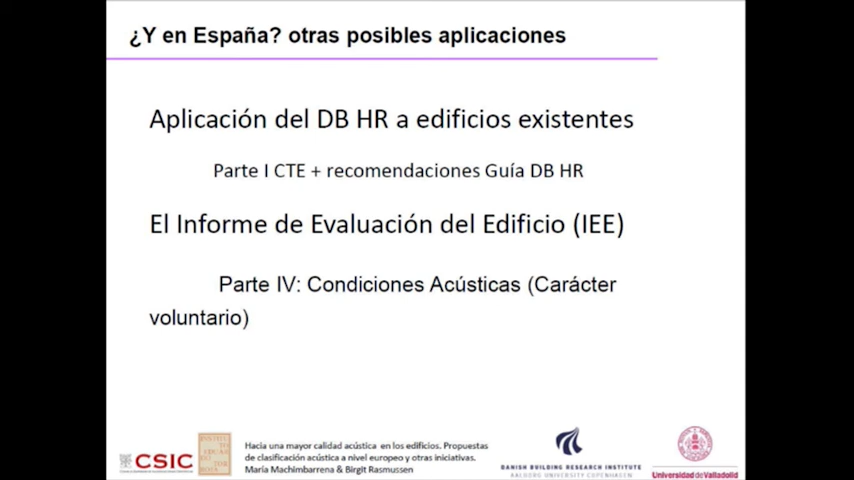 ¿Y en España? otras posibles aplicaciones
Aplicación del DB HR a edificios existentes
Parte I CTE + recomendaciones Guía DB HR
El Informe de Evaluación del Edificio (IEE)
Parte IV: Condiciones Acústicas (Carácter
voluntario)
CSIC
Hacia una mayor calidad acústica en los edificios. Propuestas
de clasificación acústica a nivel europeo y otras iniciativas.
María Machimbarrena & Birgit Rasmussen
DANISH BUILDING RESEARCH INSTITUTE
AALBORG UNIVERSITY COPENHAGEN
Universidad de Valladolid